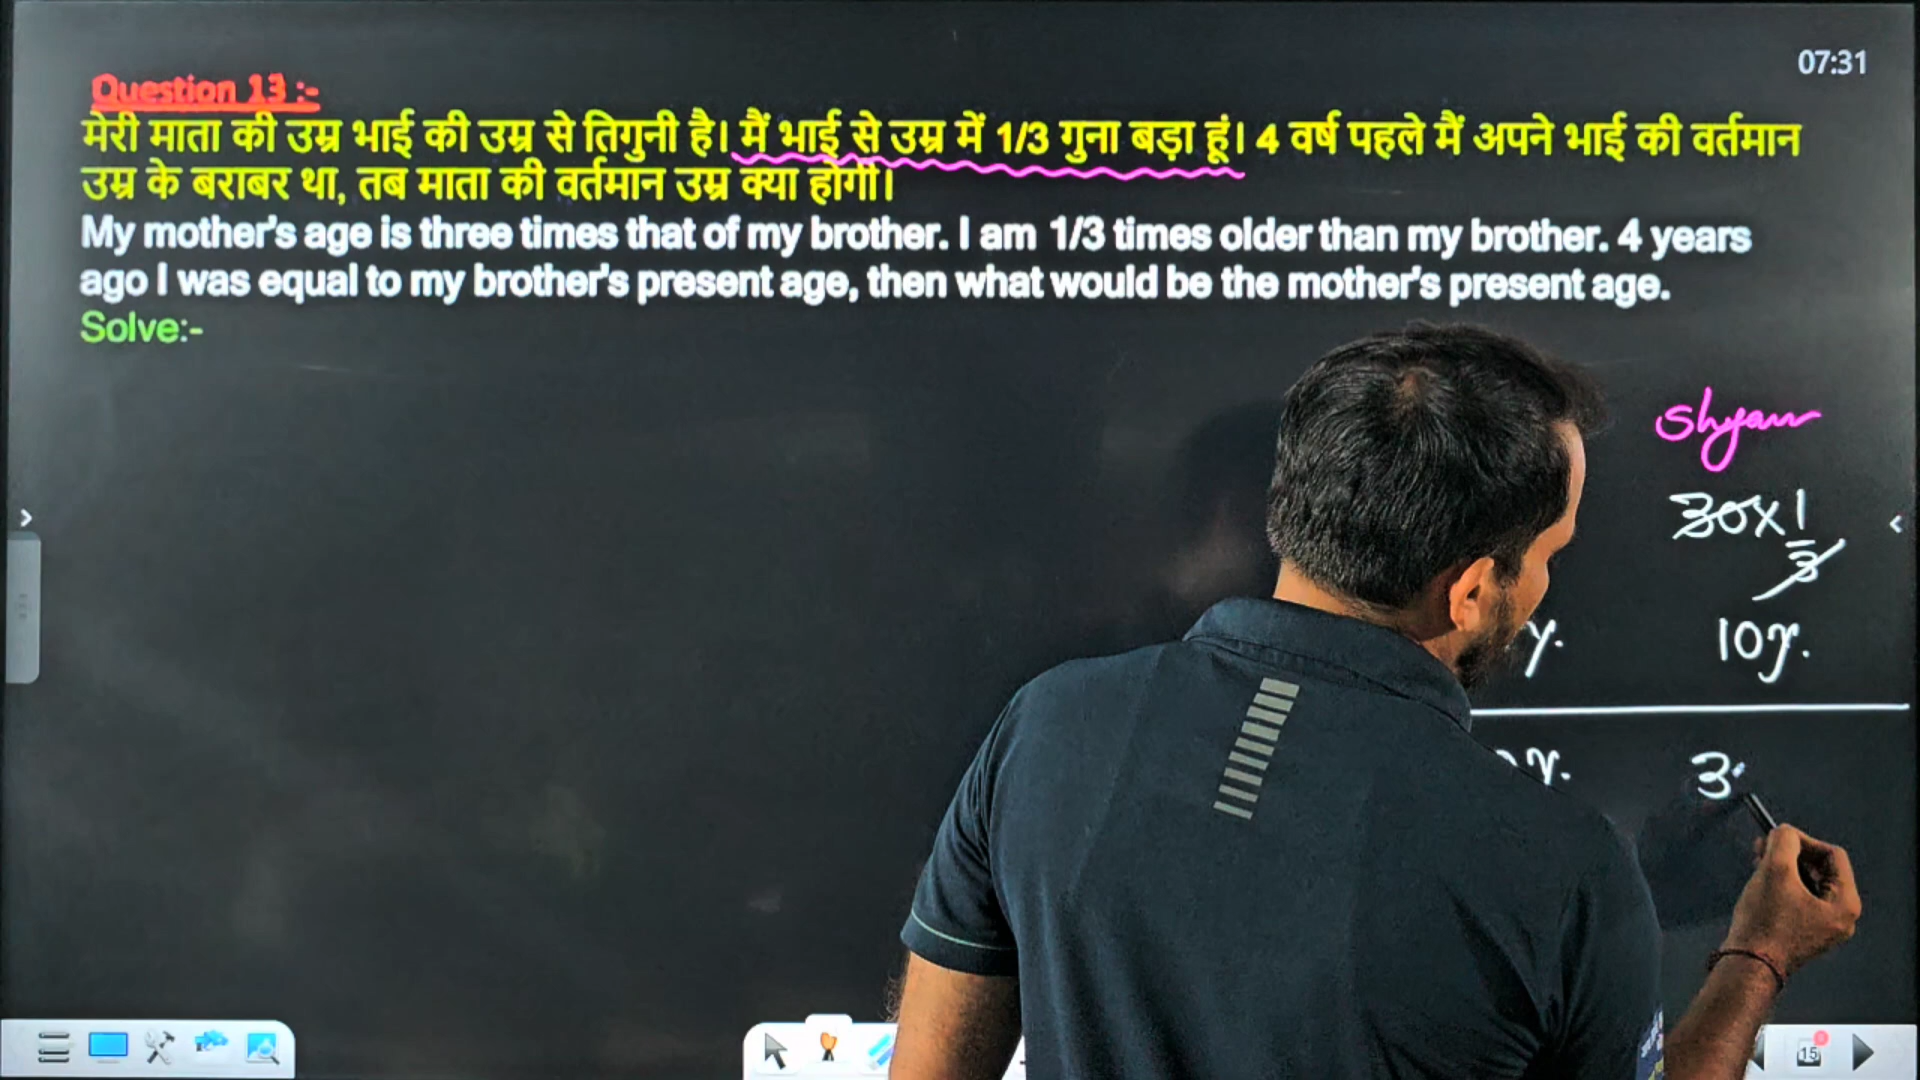 07:31
Question 13 :-
मेरी माता की उम्र भाई की उम्र से तिगुनी है। मैं भाई से उम्र में 1/3 गुना बड़ा हूं। 4 वर्ष पहले मैं अपने भाई की वर्तमान
उम्र के बराबर था, तब माता की वर्तमान उम्र क्या होगी।
My mother's age is three times that of my brother. I am 1/3 times older than my brother. 4 years
ago I was equal to my brother's present age, then what would be the mother's present age.
Solve:-
Shyam
30x1
3
y. 10y.
y. 3
15